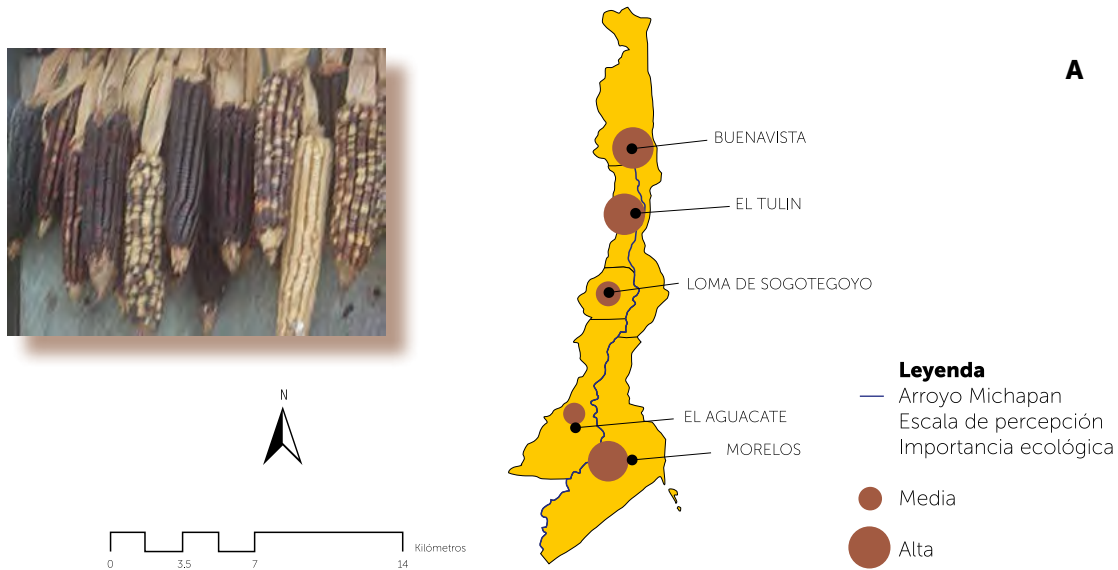 A
BUENAVISTA
EL TULIN
LOMA DE SOGOTEGOYO
EL AGUACATE
MORELOS
Leyenda
Arroyo Michapan
Escala de percepción
Importancia ecológica
Media
Alta
N
Kilómetros
0 3.5 7 14